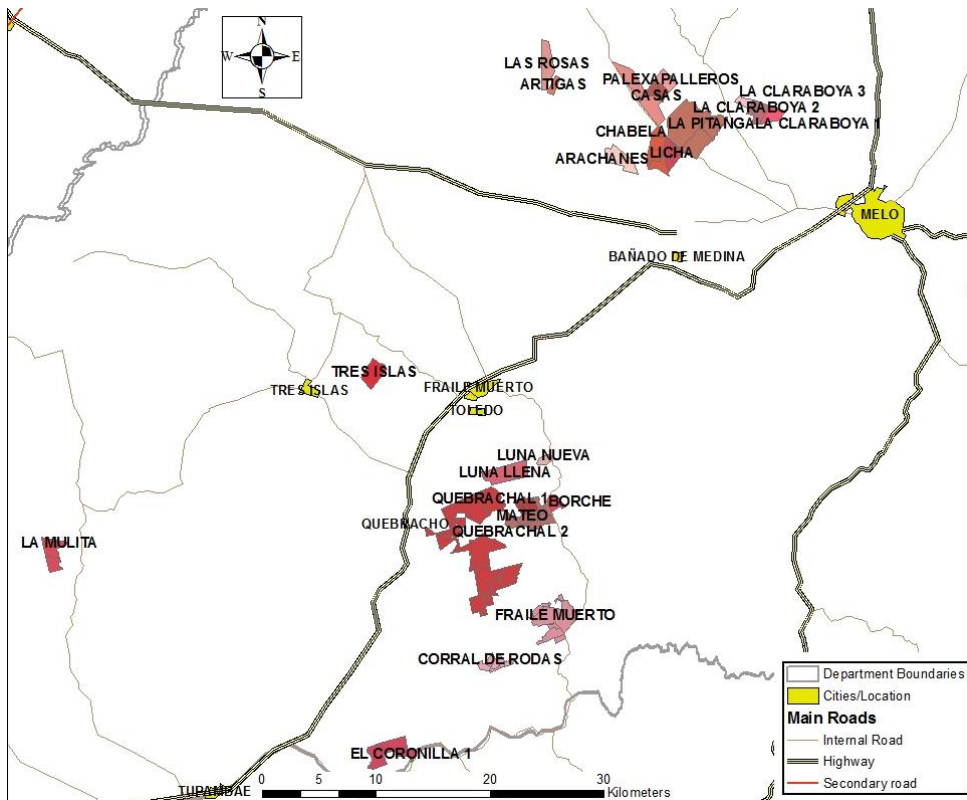 N
W E
S
LAS ROSAS
ARTIGAS
PALEXAPALLEROS
CASAS
LA CLARABOYA 3
LA CLARABOYA 2
LA PITANGALA CLARABOYA 1
CHABELA
ARACHANES
LICHA
MELO
BAÑADO DE MEDINA
TRES ISLAS
TRES ISLAS
FRAILE MUERTO
TOLEDO
LUNA NUEVA
LUNA LLENA
QUEBRACHAL 1
BORCHE
MATEO
QUEBRACHO
QUEBRACHAL 2
LA MULITA
FRAILE MUERTO
CORRAL DE RODAS
EL CORONILLA 1
TUPAMBAE
0 5 10 20 30
Kilometers
Department Boundaries
Cities/Location
Main Roads
Internal Road
Highway
Secondary road